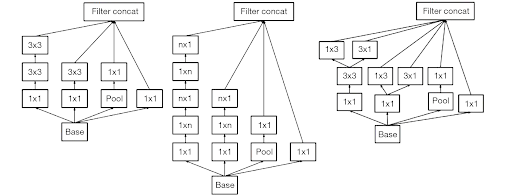 Filter concat
3x3
3x3
3x3
1x1
1x1
1x1
Pool
1x1
Base
Filter concat
nx1
1xn
nx1
nx1
1xn
1xn
1x1
1x1
1x1
Pool
1x1
Base
Filter concat
1x3
3x1
3x3
1x3
3x1
1x1
1x1
1x1
Pool
1x1
Base